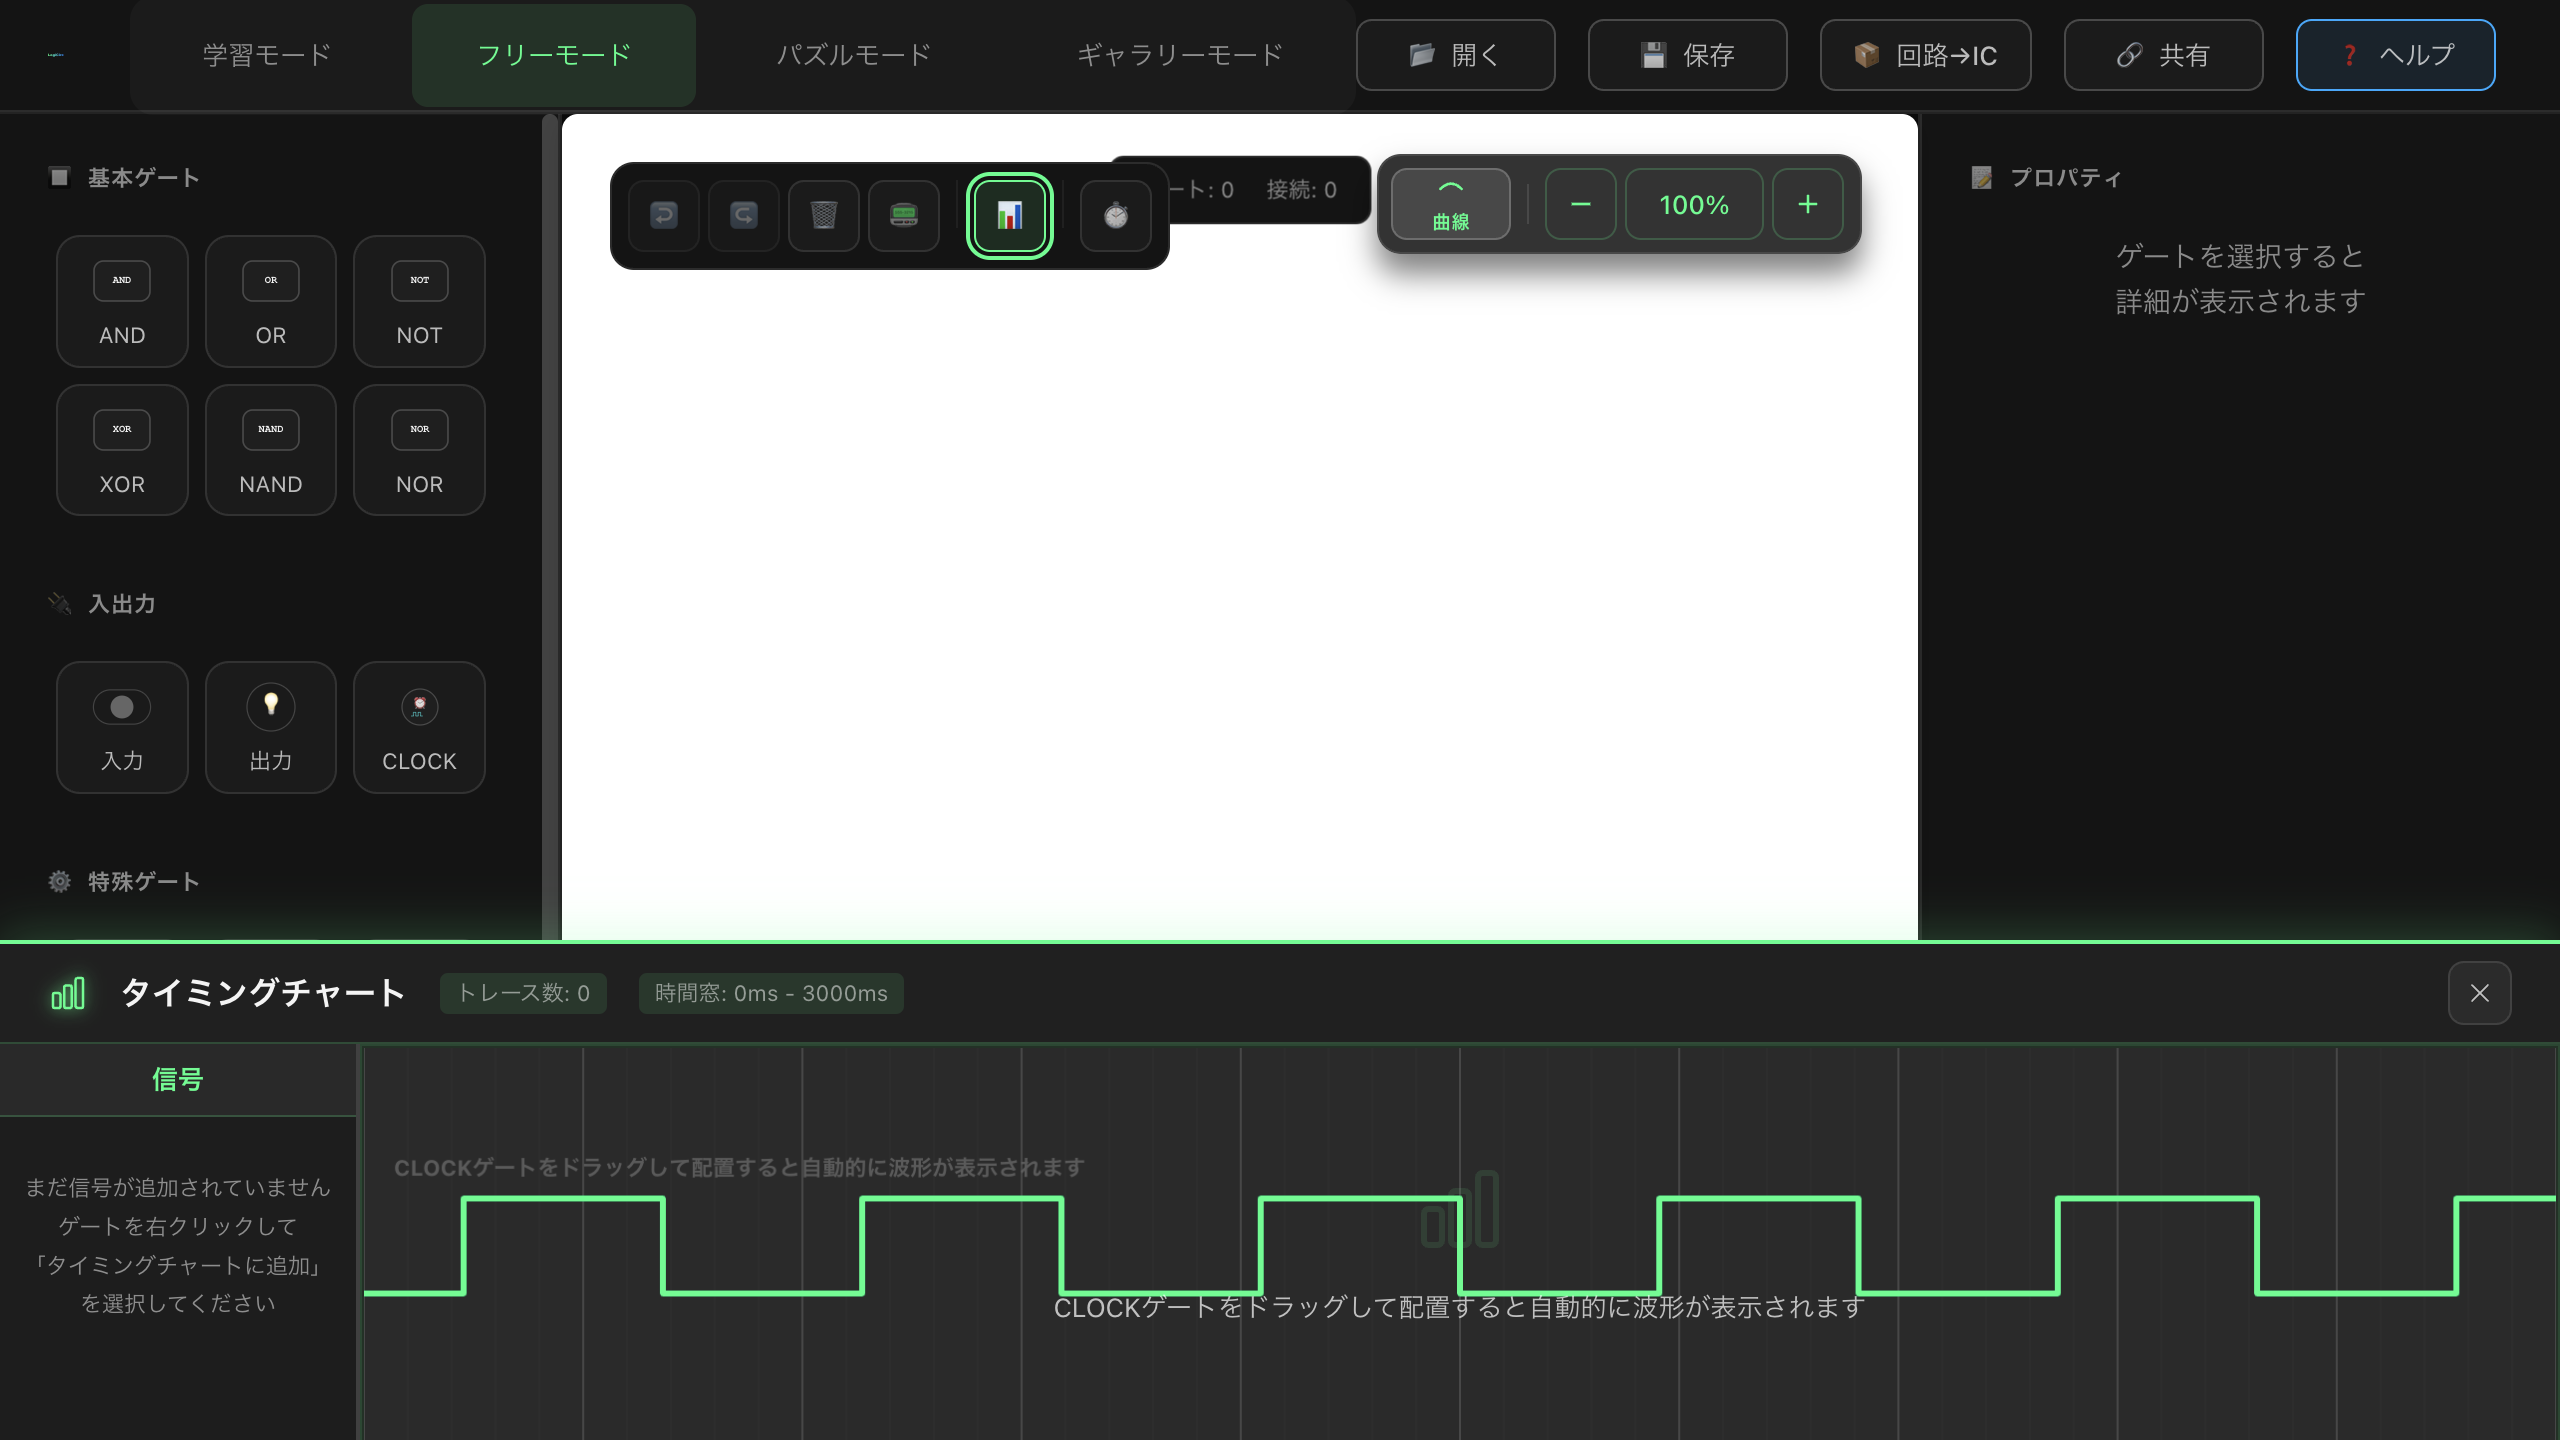 学習モード
フリーモード
パズルモード
ギャラリーモード
開く
保存
回路→IC
共有
ヘルプ
基本ゲート
AND
OR
NOT
AND
OR
NOT
XOR
NAND
NOR
XOR
NAND
NOR
入出力
入力
出力
CLOCK
特殊ゲート
ート: 0
接続: 0
曲線
−
100%
+
プロパティ
ゲートを選択すると
詳細が表示されます
タイミングチャート
トレース数: 0
時間窓: 0ms - 3000ms
信号
まだ信号が追加されていません
ゲートを右クリックして
「タイミングチャートに追加」
を選択してください
CLOCKゲートをドラッグして配置すると自動的に波形が表示されます
CLOCKゲートをドラッグして配置すると自動的に波形が表示されます